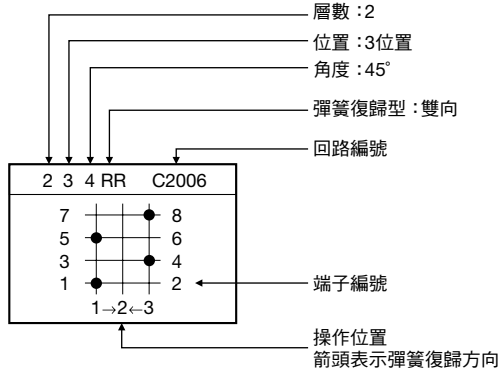 層數：2
位置：3位置
角度：45°
彈簧復歸型：雙向
回路編號
2 3 4 RR C2006
7 8
5 6
3 4
1 2
端子編號
1→2←3
操作位置
箭頭表示彈簧復歸方向